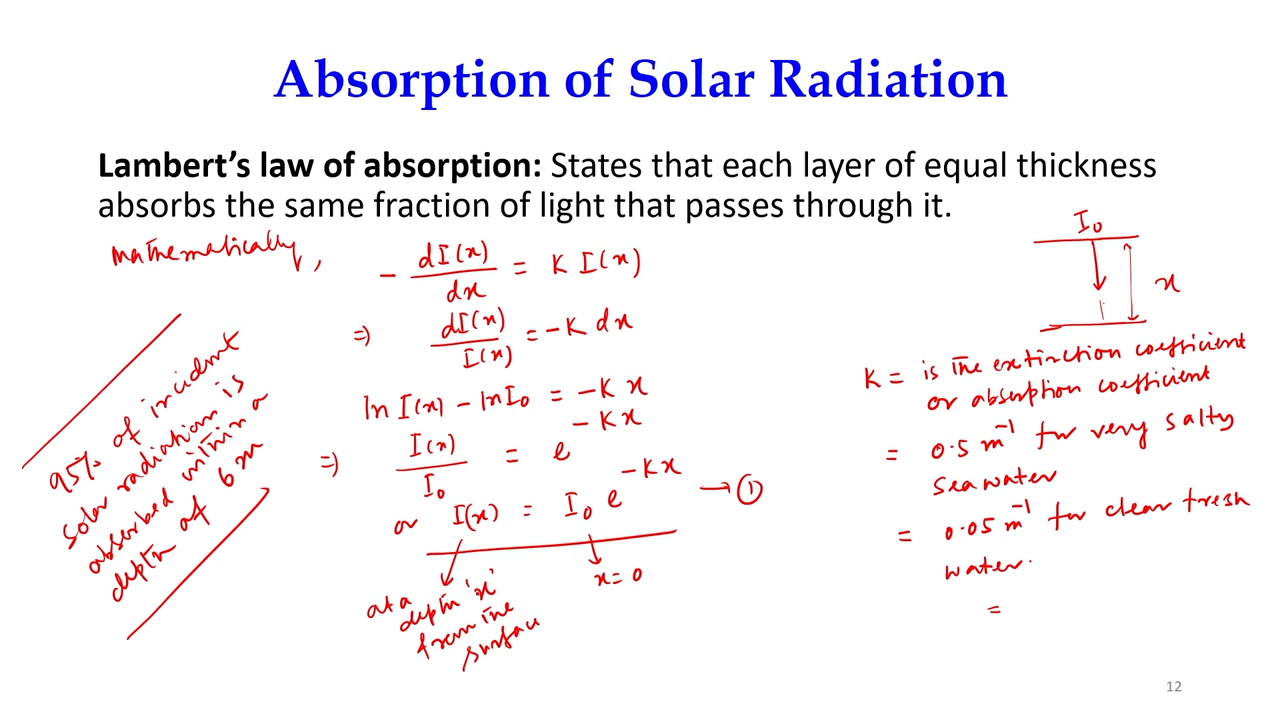 Absorption of Solar Radiation
Lambert's law of absorption: States that each layer of equal thickness
absorbs the same fraction of light that passes through it.
Mathematically,
- dI(x)/dx = K I(x)
⇒ dI(x)/I(x) = -K dx
ln I(x) - ln I₀ = -K x
⇒ I(x)/I₀ = e^(-Kx)
or I(x) = I₀ e^(-Kx) → ①
at a
depth 'x'
from the
surface
x=0
95% of incident
solar radiation is
absorbed within a
depth of 6 m
I₀
x
K = is the extinction coefficient
or absorption coefficient
= 0.5 m⁻¹ for very salty
sea water
= 0.05 m⁻¹ for clear fresh
water.
=
12